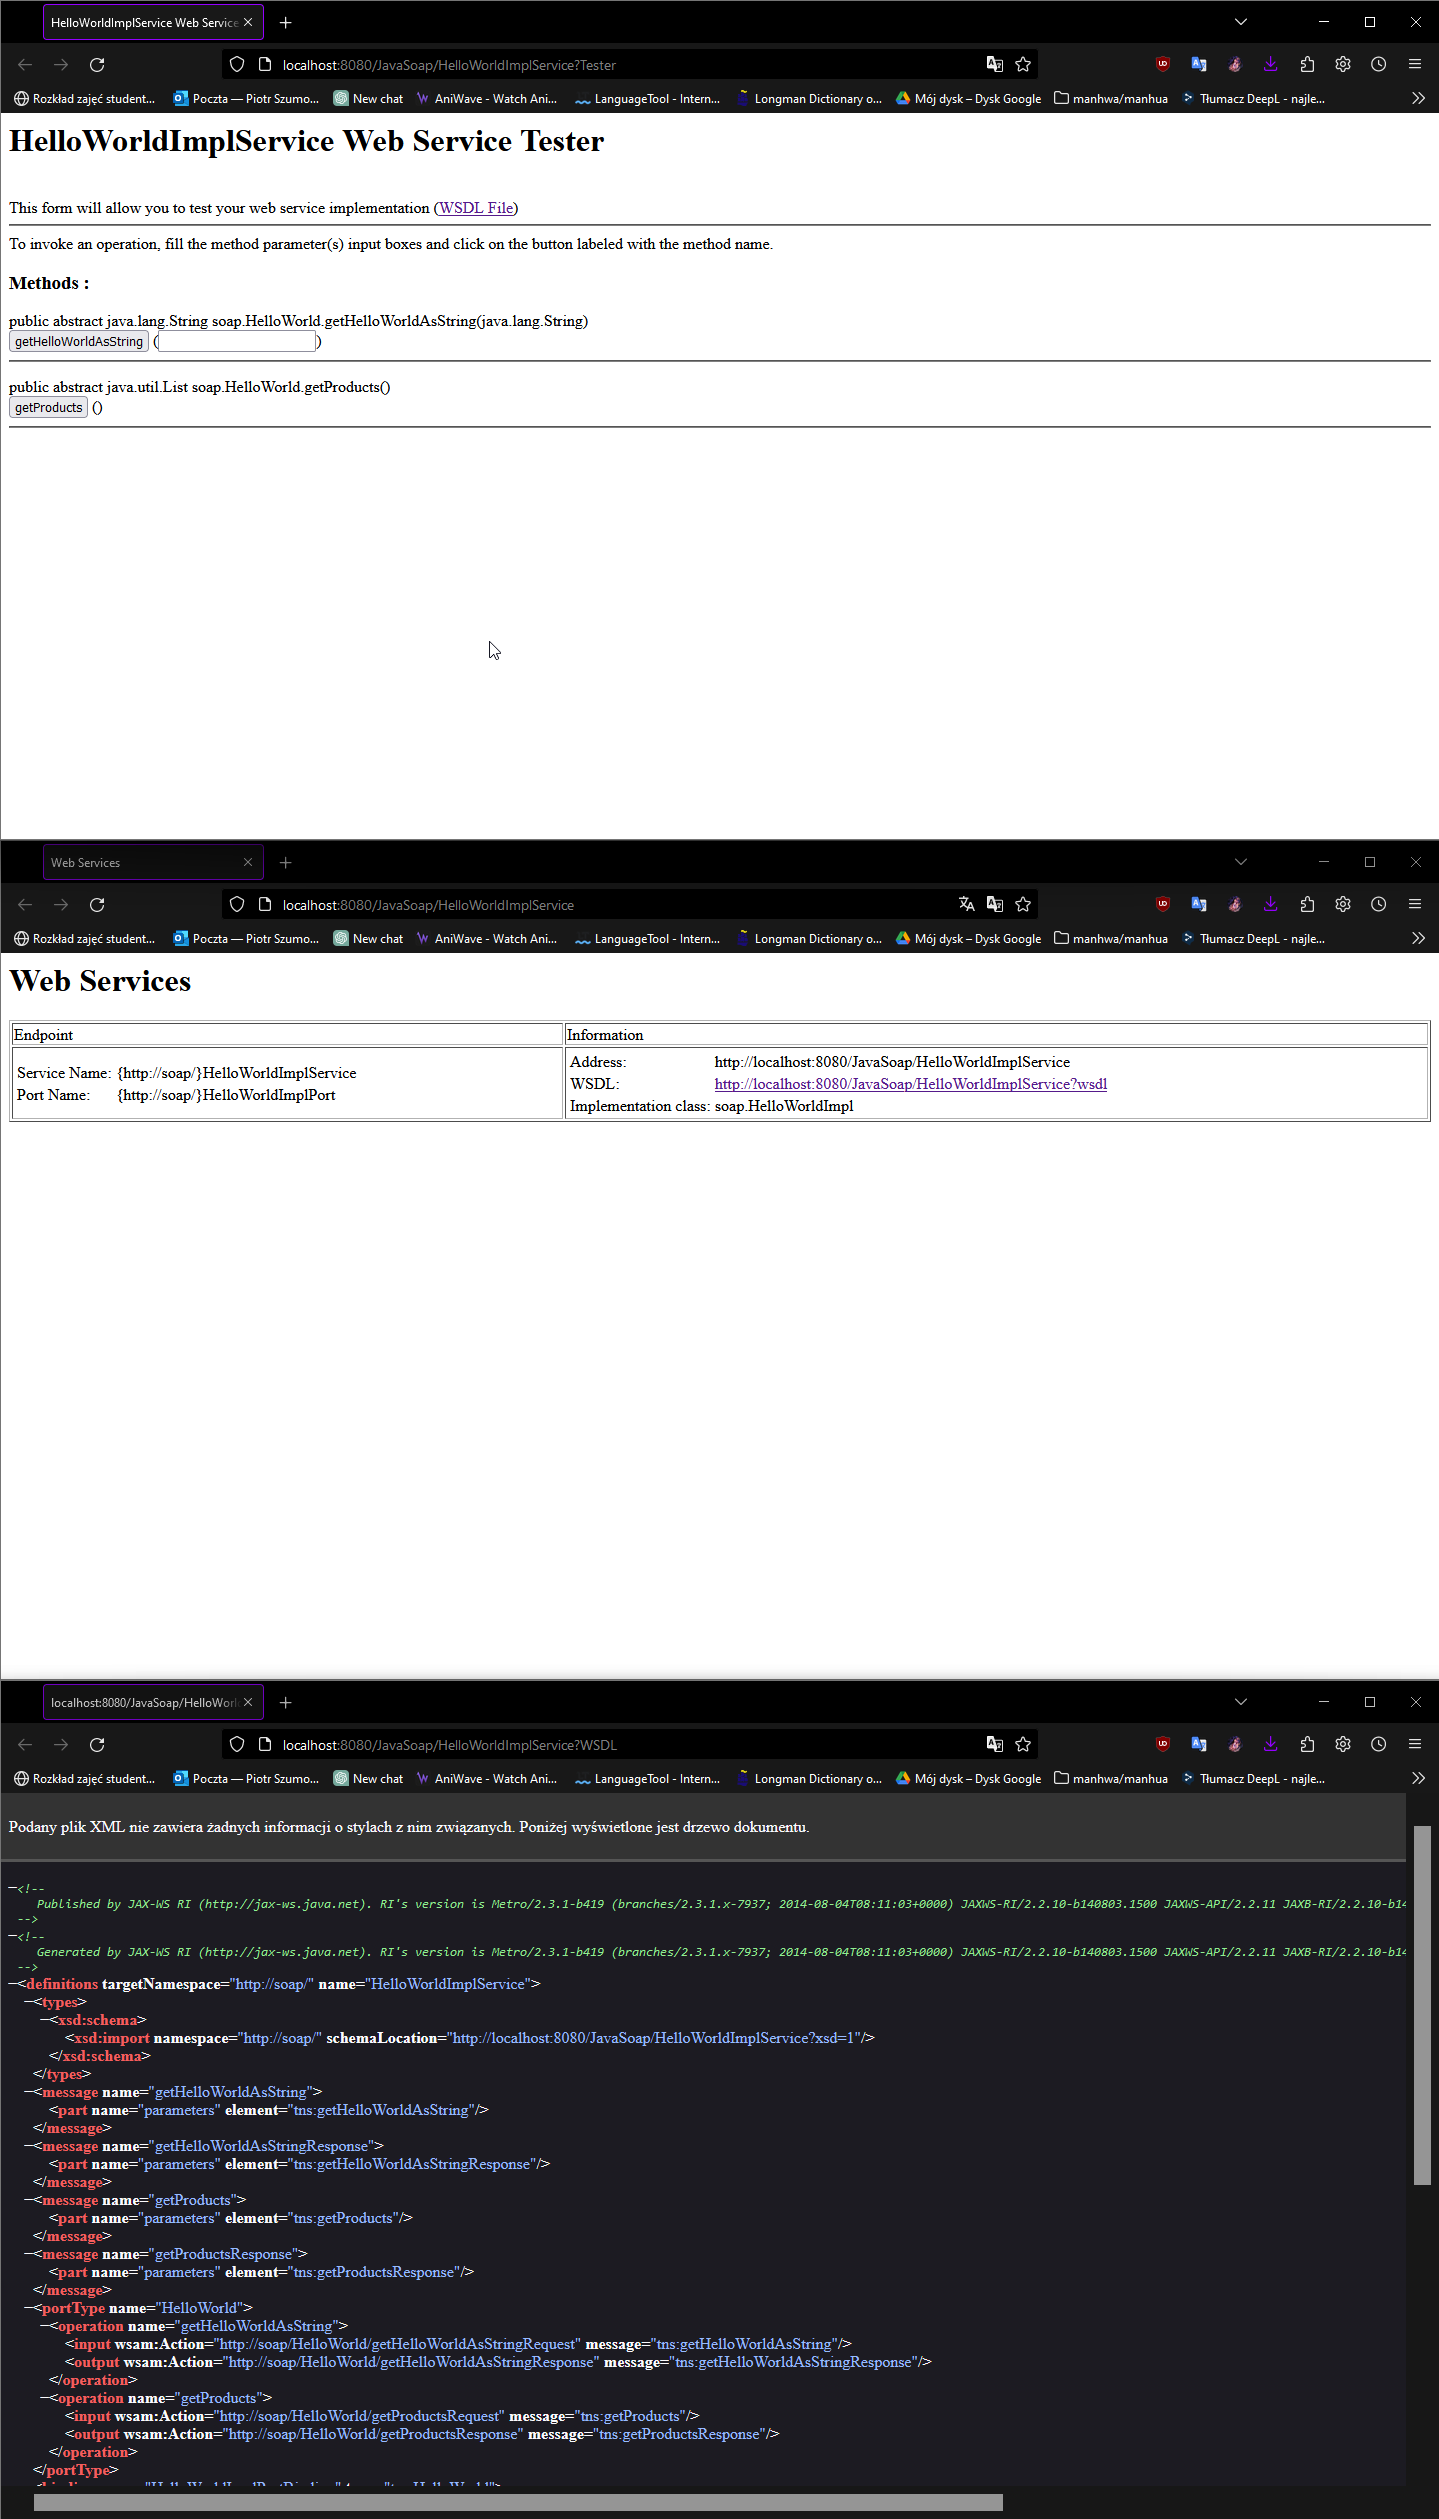 HelloWorldImplService Web Service
localhost:8080/JavaSoap/HelloWorldImplService?Tester
Rozkład zajęć student... Poczta — Piotr Szumo... New chat AniWave - Watch Ani... LanguageTool - Intern... Longman Dictionary o... Mój dysk – Dysk Google manhwa/manhua Tłumacz DeepL - najle...
HelloWorldImplService Web Service Tester
This form will allow you to test your web service implementation (WSDL File)
To invoke an operation, fill the method parameter(s) input boxes and click on the button labeled with the method name.
Methods :
public abstract java.lang.String soap.HelloWorld.getHelloWorldAsString(java.lang.String)
getHelloWorldAsString ( )
public abstract java.util.List soap.HelloWorld.getProducts()
getProducts ()
Web Services
localhost:8080/JavaSoap/HelloWorldImplService
Rozkład zajęć student... Poczta — Piotr Szumo... New chat AniWave - Watch Ani... LanguageTool - Intern... Longman Dictionary o... Mój dysk – Dysk Google manhwa/manhua Tłumacz DeepL - najle...
Web Services
Endpoint Information
Service Name: {http://soap/}HelloWorldImplService
Port Name: {http://soap/}HelloWorldImplPort
Address: http://localhost:8080/JavaSoap/HelloWorldImplService
WSDL: http://localhost:8080/JavaSoap/HelloWorldImplService?wsdl
Implementation class: soap.HelloWorldImpl
localhost:8080/JavaSoap/HelloWorl
localhost:8080/JavaSoap/HelloWorldImplService?WSDL
Rozkład zajęć student... Poczta — Piotr Szumo... New chat AniWave - Watch Ani... LanguageTool - Intern... Longman Dictionary o... Mój dysk – Dysk Google manhwa/manhua Tłumacz DeepL - najle...
Podany plik XML nie zawiera żadnych informacji o stylach z nim związanych. Poniżej wyświetlone jest drzewo dokumentu.
<!--
Published by JAX-WS RI (http://jax-ws.java.net). RI's version is Metro/2.3.1-b419 (branches/2.3.1.x-7937; 2014-08-04T08:11:03+0000) JAXWS-RI/2.2.10-b140803.1500 JAXWS-API/2.2.11 JAXB-RI/2.2.10-b14
-->
<!--
Generated by JAX-WS RI (http://jax-ws.java.net). RI's version is Metro/2.3.1-b419 (branches/2.3.1.x-7937; 2014-08-04T08:11:03+0000) JAXWS-RI/2.2.10-b140803.1500 JAXWS-API/2.2.11 JAXB-RI/2.2.10-b14
-->
<definitions targetNamespace="http://soap/" name="HelloWorldImplService">
<types>
<xsd:schema>
<xsd:import namespace="http://soap/" schemaLocation="http://localhost:8080/JavaSoap/HelloWorldImplService?xsd=1"/>
</xsd:schema>
</types>
<message name="getHelloWorldAsString">
<part name="parameters" element="tns:getHelloWorldAsString"/>
</message>
<message name="getHelloWorldAsStringResponse">
<part name="parameters" element="tns:getHelloWorldAsStringResponse"/>
</message>
<message name="getProducts">
<part name="parameters" element="tns:getProducts"/>
</message>
<message name="getProductsResponse">
<part name="parameters" element="tns:getProductsResponse"/>
</message>
<portType name="HelloWorld">
<operation name="getHelloWorldAsString">
<input wsam:Action="http://soap/HelloWorld/getHelloWorldAsStringRequest" message="tns:getHelloWorldAsString"/>
<output wsam:Action="http://soap/HelloWorld/getHelloWorldAsStringResponse" message="tns:getHelloWorldAsStringResponse"/>
</operation>
<operation name="getProducts">
<input wsam:Action="http://soap/HelloWorld/getProductsRequest" message="tns:getProducts"/>
<output wsam:Action="http://soap/HelloWorld/getProductsResponse" message="tns:getProductsResponse"/>
</operation>
</portType>